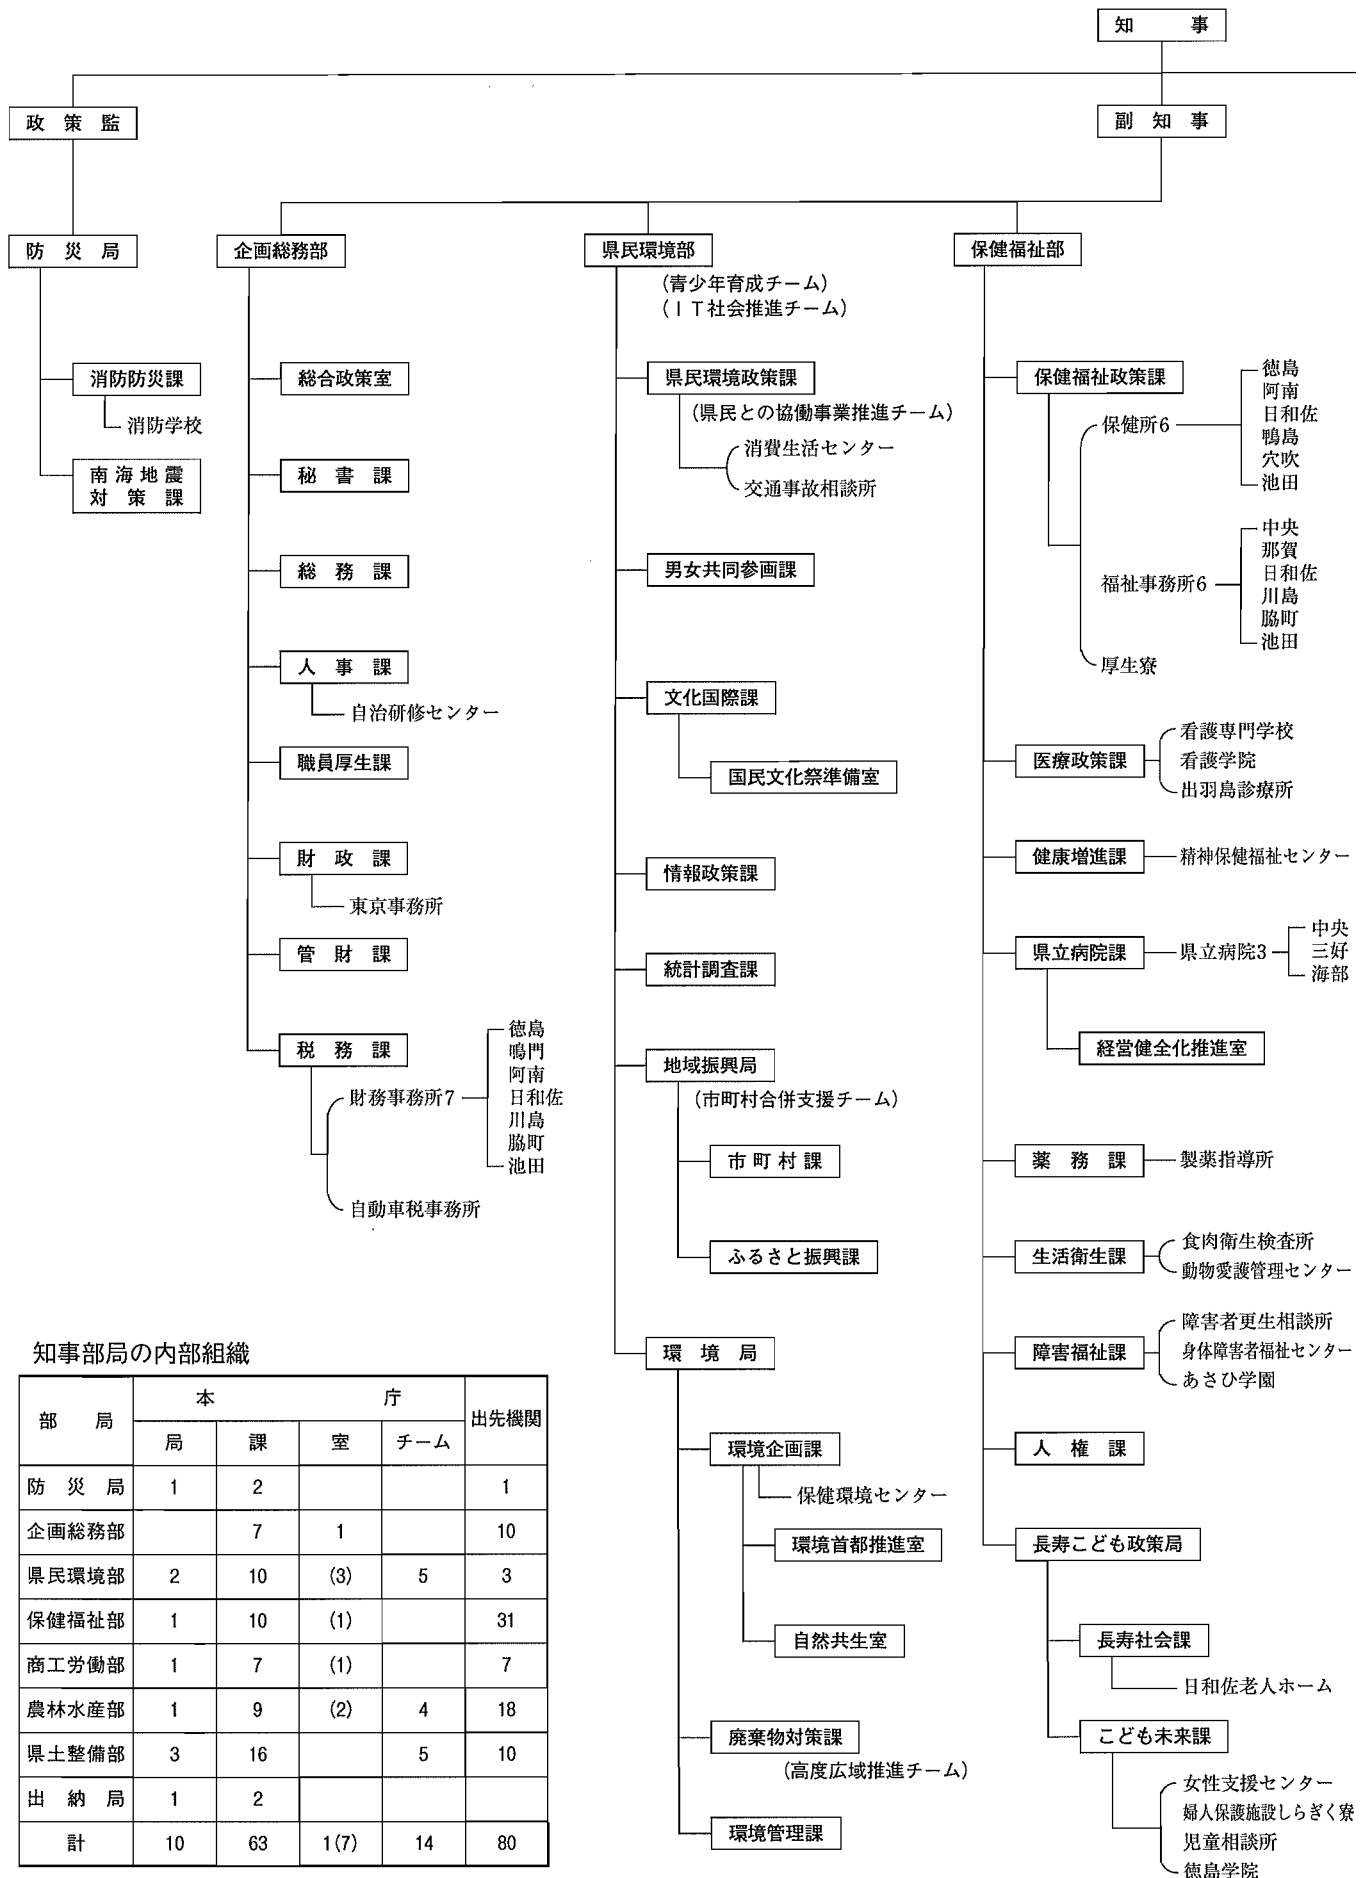 知事
副知事
政策監
防災局
消防防災課
消防学校
南海地震
対策課
企画総務部
総合政策室
秘書課
総務課
人事課
自治研修センター
職員厚生課
財政課
東京事務所
管財課
税務課
財務事務所7
徳島
鳴門
阿南
日和佐
川島
脇町
池田
自動車税事務所
県民環境部
(青少年育成チーム)
(IT社会推進チーム)
県民環境政策課
(県民との協働事業推進チーム)
消費生活センター
交通事故相談所
男女共同参画課
文化国際課
国民文化祭準備室
情報政策課
統計調査課
地域振興局
(市町村合併支援チーム)
市町村課
ふるさと振興課
環境局
環境企画課
保健環境センター
環境首都推進室
自然共生室
廃棄物対策課
(高度広域推進チーム)
環境管理課
保健福祉部
保健福祉政策課
保健所6
徳島
阿南
日和佐
鴨島
穴吹
池田
福祉事務所6
中央
那賀
日和佐
川島
脇町
池田
厚生寮
医療政策課
看護専門学校
看護学院
出羽島診療所
健康増進課
精神保健福祉センター
県立病院課
県立病院3
中央
三好
海部
経営健全化推進室
薬務課
製薬指導所
生活衛生課
食肉衛生検査所
動物愛護管理センター
障害福祉課
障害者更生相談所
身体障害者福祉センター
あさひ学園
人権課
長寿こども政策局
長寿社会課
日和佐老人ホーム
こども未来課
女性支援センター
婦人保護施設しらぎく寮
児童相談所
徳島学院
知事部局の内部組織
部局 本庁 出先機関
局 課 室 チーム
防災局 1 2 1
企画総務部 7 1 10
県民環境部 2 10 (3) 5 3
保健福祉部 1 10 (1) 31
商工労働部 1 7 (1) 7
農林水産部 1 9 (2) 4 18
県土整備部 3 16 5 10
出納局 1 2
計 10 63 1(7) 14 80